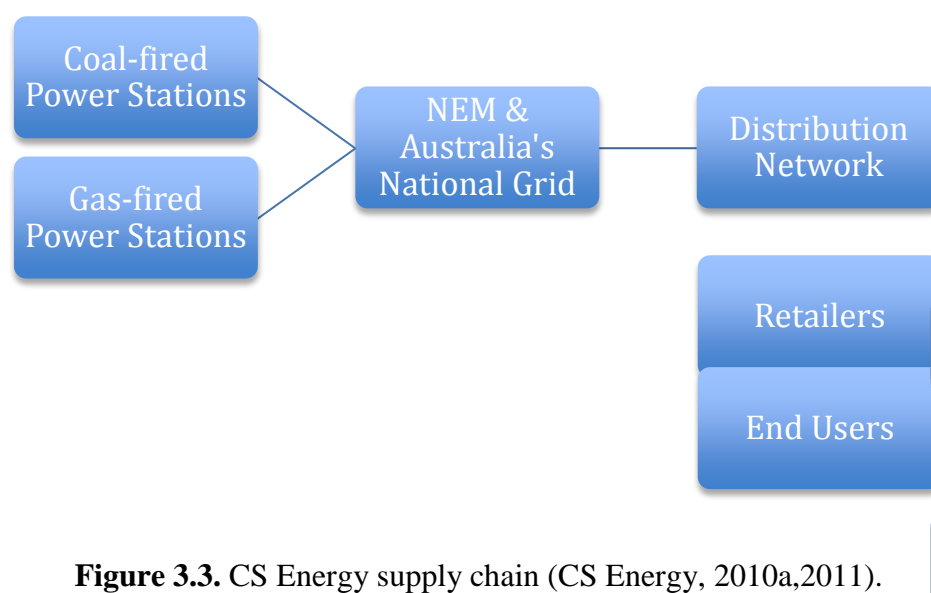 Coal-fired
Power Stations
Gas-fired
Power Stations
NEM &
Australia's
National Grid
Distribution
Network
Retailers
End Users
Figure 3.3. CS Energy supply chain (CS Energy, 2010a,2011).